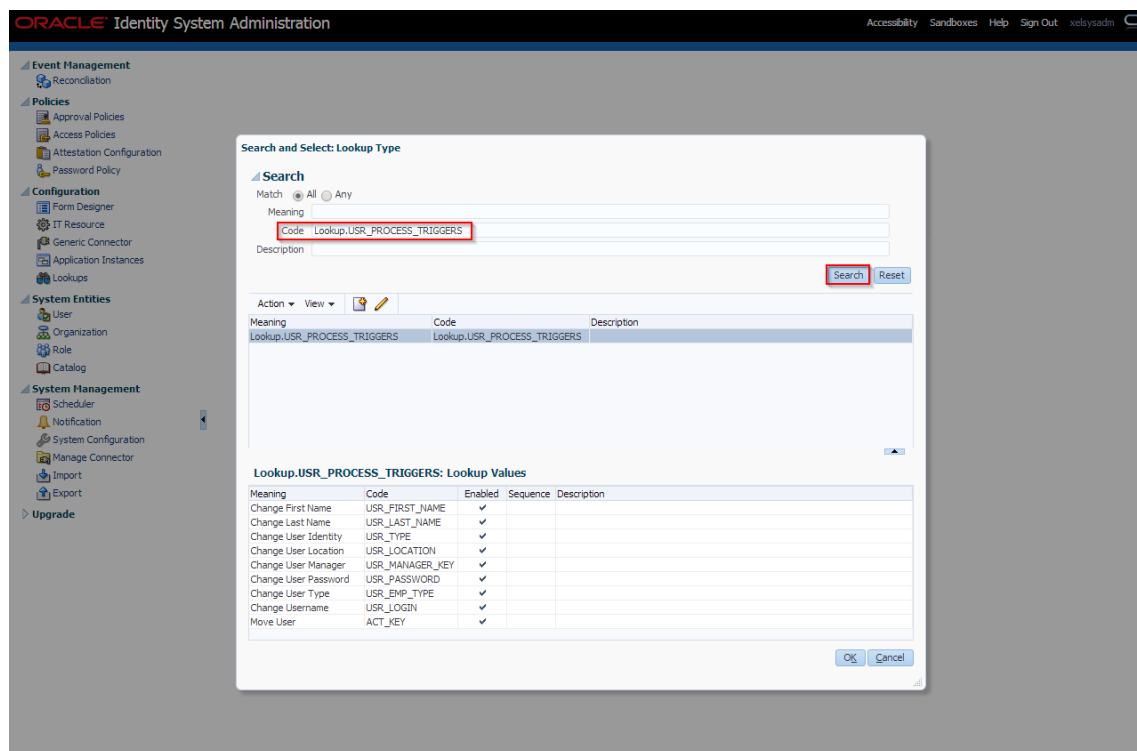 ORACLE Identity System Administration
Accessibility Sandboxes Help Sign Out xelsysadm
Event Management
Reconciliation
Policies
Approval Policies
Access Policies
Attestation Configuration
Password Policy
Configuration
Form Designer
IT Resource
Generic Connector
Application Instances
Lookups
System Entities
User
Organization
Role
Catalog
System Management
Scheduler
Notification
System Configuration
Manage Connector
Import
Export
Upgrade
Search and Select: Lookup Type
Search
Match All Any
Meaning
Code Lookup.USR_PROCESS_TRIGGERS
Description
Search Reset
Action View
Meaning Code Description
Lookup.USR_PROCESS_TRIGGERS Lookup.USR_PROCESS_TRIGGERS
Lookup.USR_PROCESS_TRIGGERS: Lookup Values
Meaning Code Enabled Sequence Description
Change First Name USR_FIRST_NAME
Change Last Name USR_LAST_NAME
Change User Identity USR_TYPE
Change User Location USR_LOCATION
Change User Manager USR_MANAGER_KEY
Change User Password USR_PASSWORD
Change User Type USR_EMP_TYPE
Change Username USR_LOGIN
Move User ACT_KEY
OK Cancel